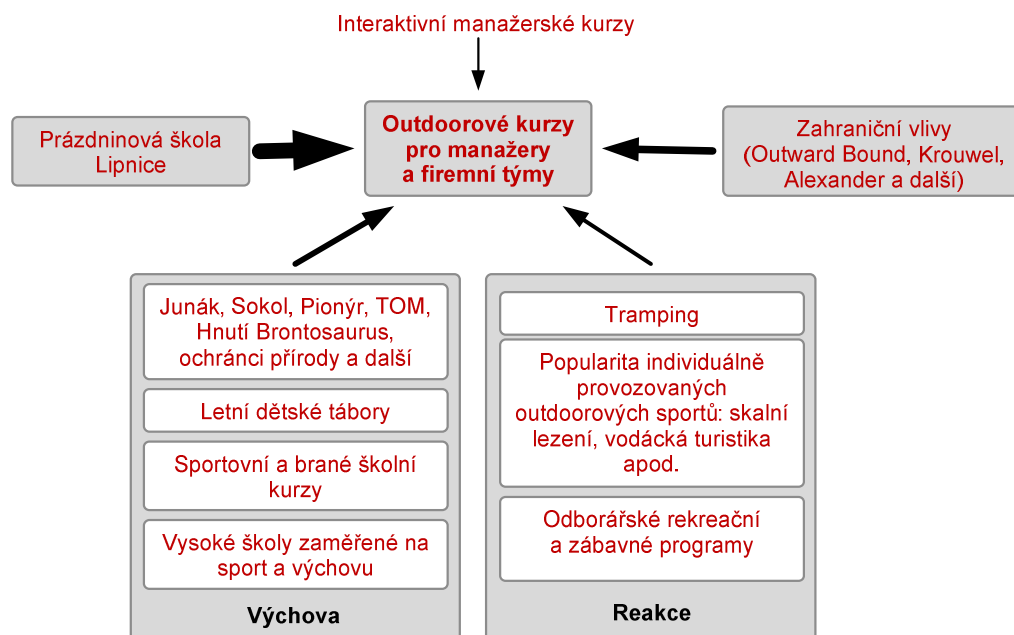 Interaktivní manažerské kurzy
Prázdninová škola
Lipnice
Outdoorové kurzy
pro manažery
a firemní týmy
Zahraniční vlivy
(Outward Bound, Krouwel,
Alexander a další)
Junák, Sokol, Pionýr, TOM,
Hnutí Brontosaurus,
ochránci přírody a další
Letní dětské tábory
Sportovní a brané školní
kurzy
Vysoké školy zaměřené na
sport a výchovu
Výchova
Tramping
Popularita individuálně
provozovaných
outdoorových sportů: skalní
lezení, vodácká turistika
apod.
Odborářské rekreační
a zábavné programy
Reakce